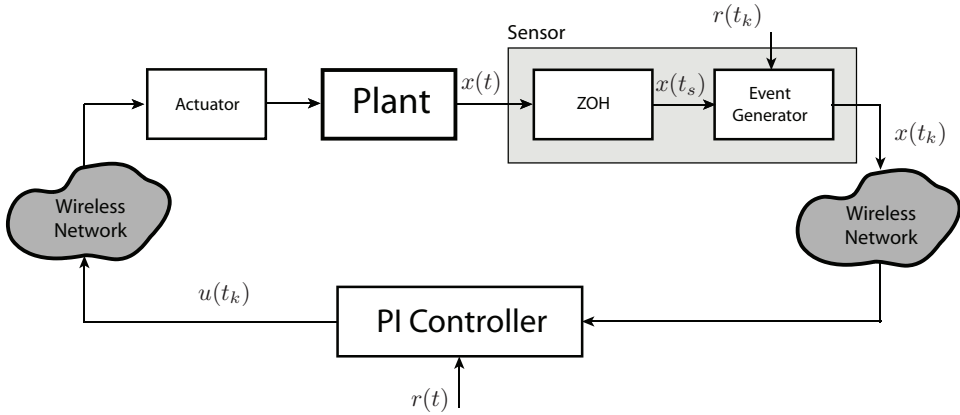 r(t_k)
Sensor
Actuator
Plant
x(t)
ZOH
x(t_s)
Event
Generator
x(t_k)
Wireless
Network
Wireless
Network
u(t_k)
PI Controller
r(t)